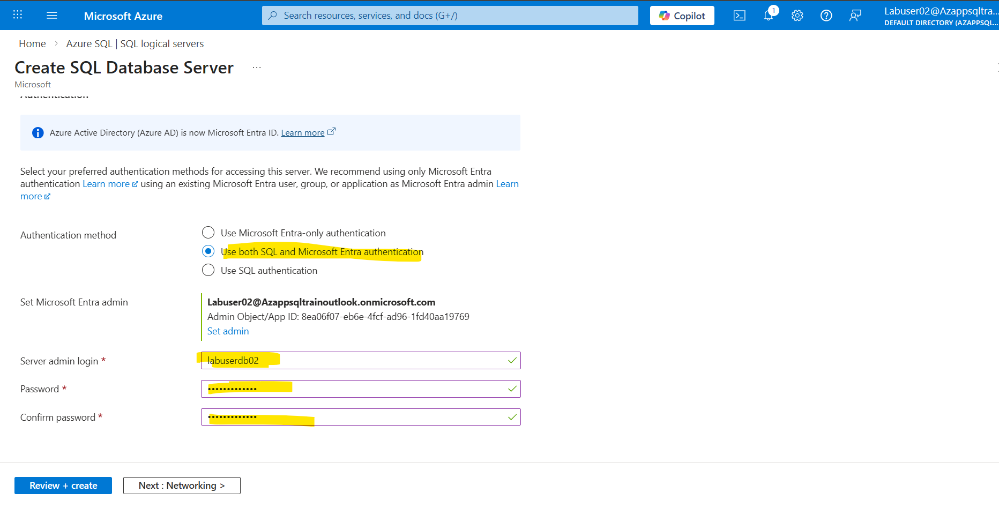 Microsoft Azure
Search resources, services, and docs (G+/)
Copilot
1
Labuser02@Azappsqltra...
DEFAULT DIRECTORY (AZAPPSQL...
Home > Azure SQL | SQL logical servers
Create SQL Database Server ...
Microsoft
Authentication
Azure Active Directory (Azure AD) is now Microsoft Entra ID. Learn more
Select your preferred authentication methods for accessing this server. We recommend using only Microsoft Entra
authentication Learn more using an existing Microsoft Entra user, group, or application as Microsoft Entra admin Learn
more
Authentication method
Use Microsoft Entra-only authentication
Use both SQL and Microsoft Entra authentication
Use SQL authentication
Set Microsoft Entra admin
Labuser02@Azappsqltrainoutlook.onmicrosoft.com
Admin Object/App ID: 8ea06f07-eb6e-4fcf-ad96-1fd40aa19769
Set admin
Server admin login *
labuserdb02
Password *
•••••••••••••
Confirm password *
•••••••••••••
Review + create
Next : Networking >